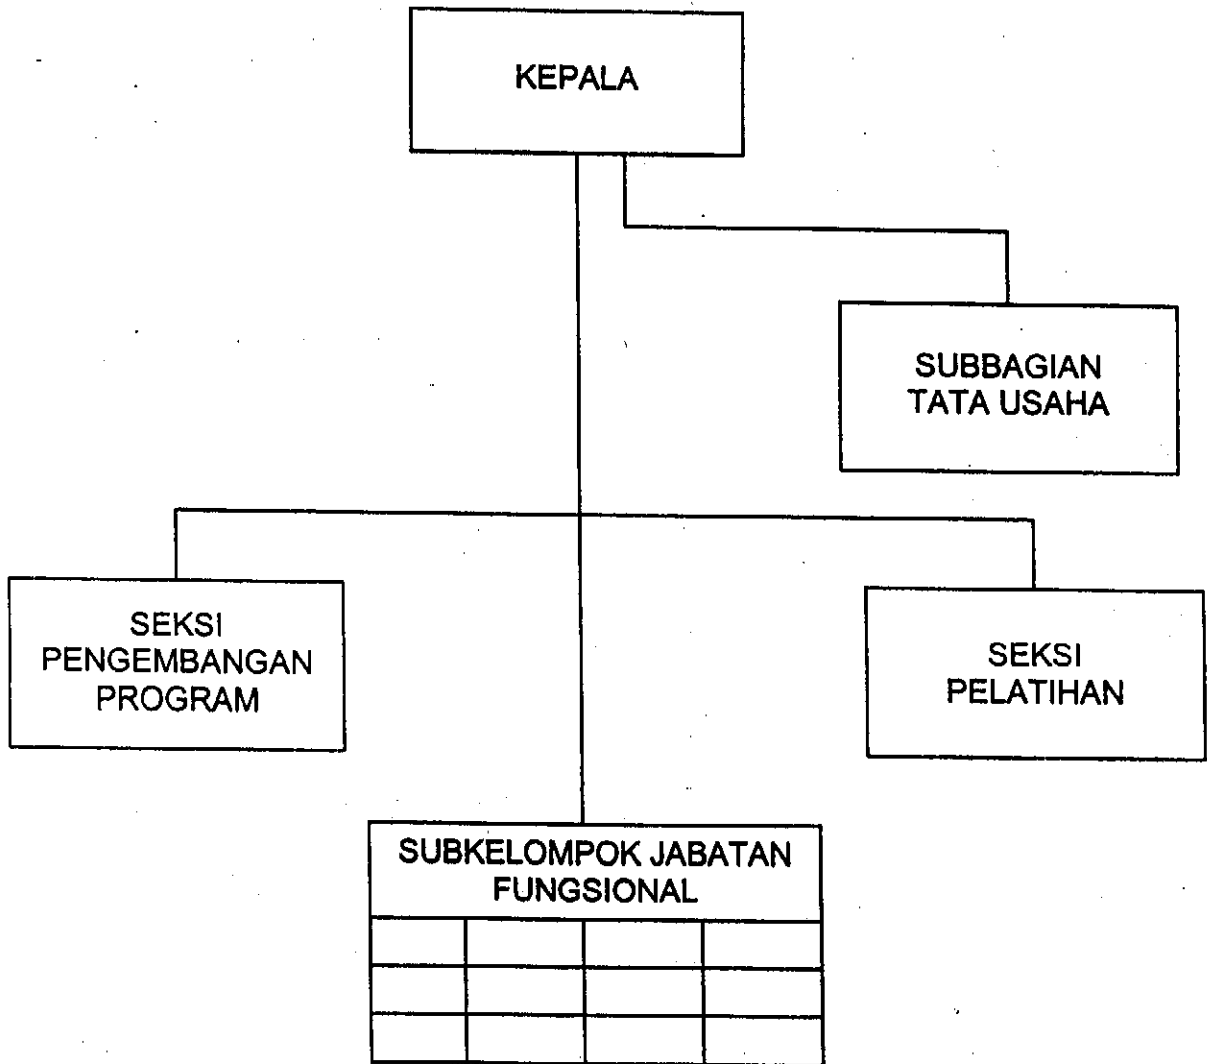 KEPALA
SUBBAGIAN
TATA USAHA
SEKSI
PENGEMBANGAN
PROGRAM
SEKSI
PELATIHAN
SUBKELOMPOK JABATAN
FUNGSIONAL